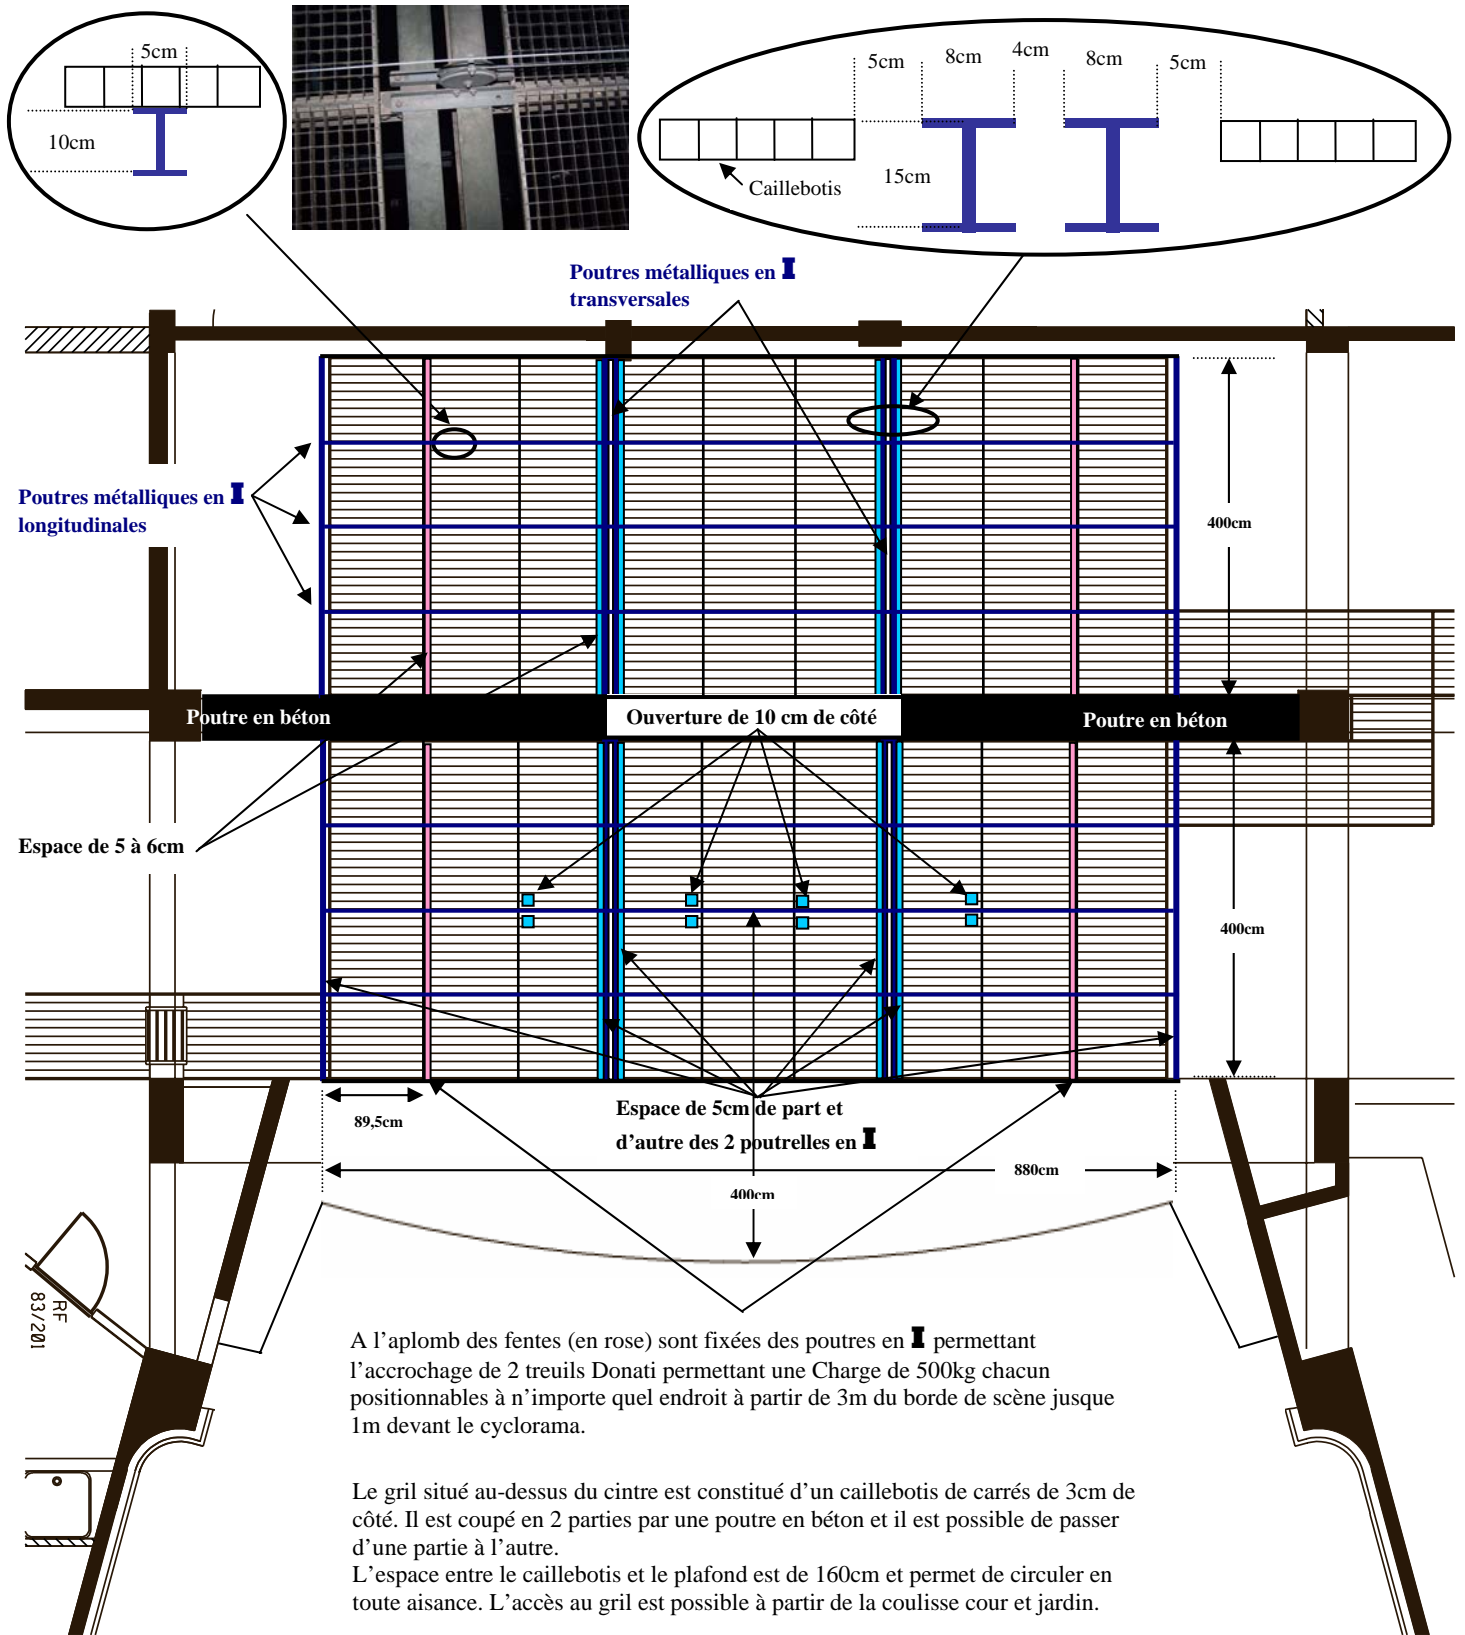 5cm
10cm
5cm
8cm
4cm
8cm
5cm
15cm
Caillebotis
Poutres métalliques en I
transversales
Poutres métalliques en I
longitudinales
400cm
Poutre en béton
Ouverture de 10 cm de côté
Poutre en béton
Espace de 5 à 6cm
400cm
89,5cm
Espace de 5cm de part et
d'autre des 2 poutrelles en I
880cm
400cm
RF
83/201
A l'aplomb des fentes (en rose) sont fixées des poutres en I permettant
l'accrochage de 2 treuils Donati permettant une Charge de 500kg chacun
positionnables à n'importe quel endroit à partir de 3m du borde de scène jusque
1m devant le cyclorama.
Le gril situé au-dessus du cintre est constitué d'un caillebotis de carrés de 3cm de
côté. Il est coupé en 2 parties par une poutre en béton et il est possible de passer
d'une partie à l'autre.
L'espace entre le caillebotis et le plafond est de 160cm et permet de circuler en
toute aisance. L'accès au gril est possible à partir de la coulisse cour et jardin.